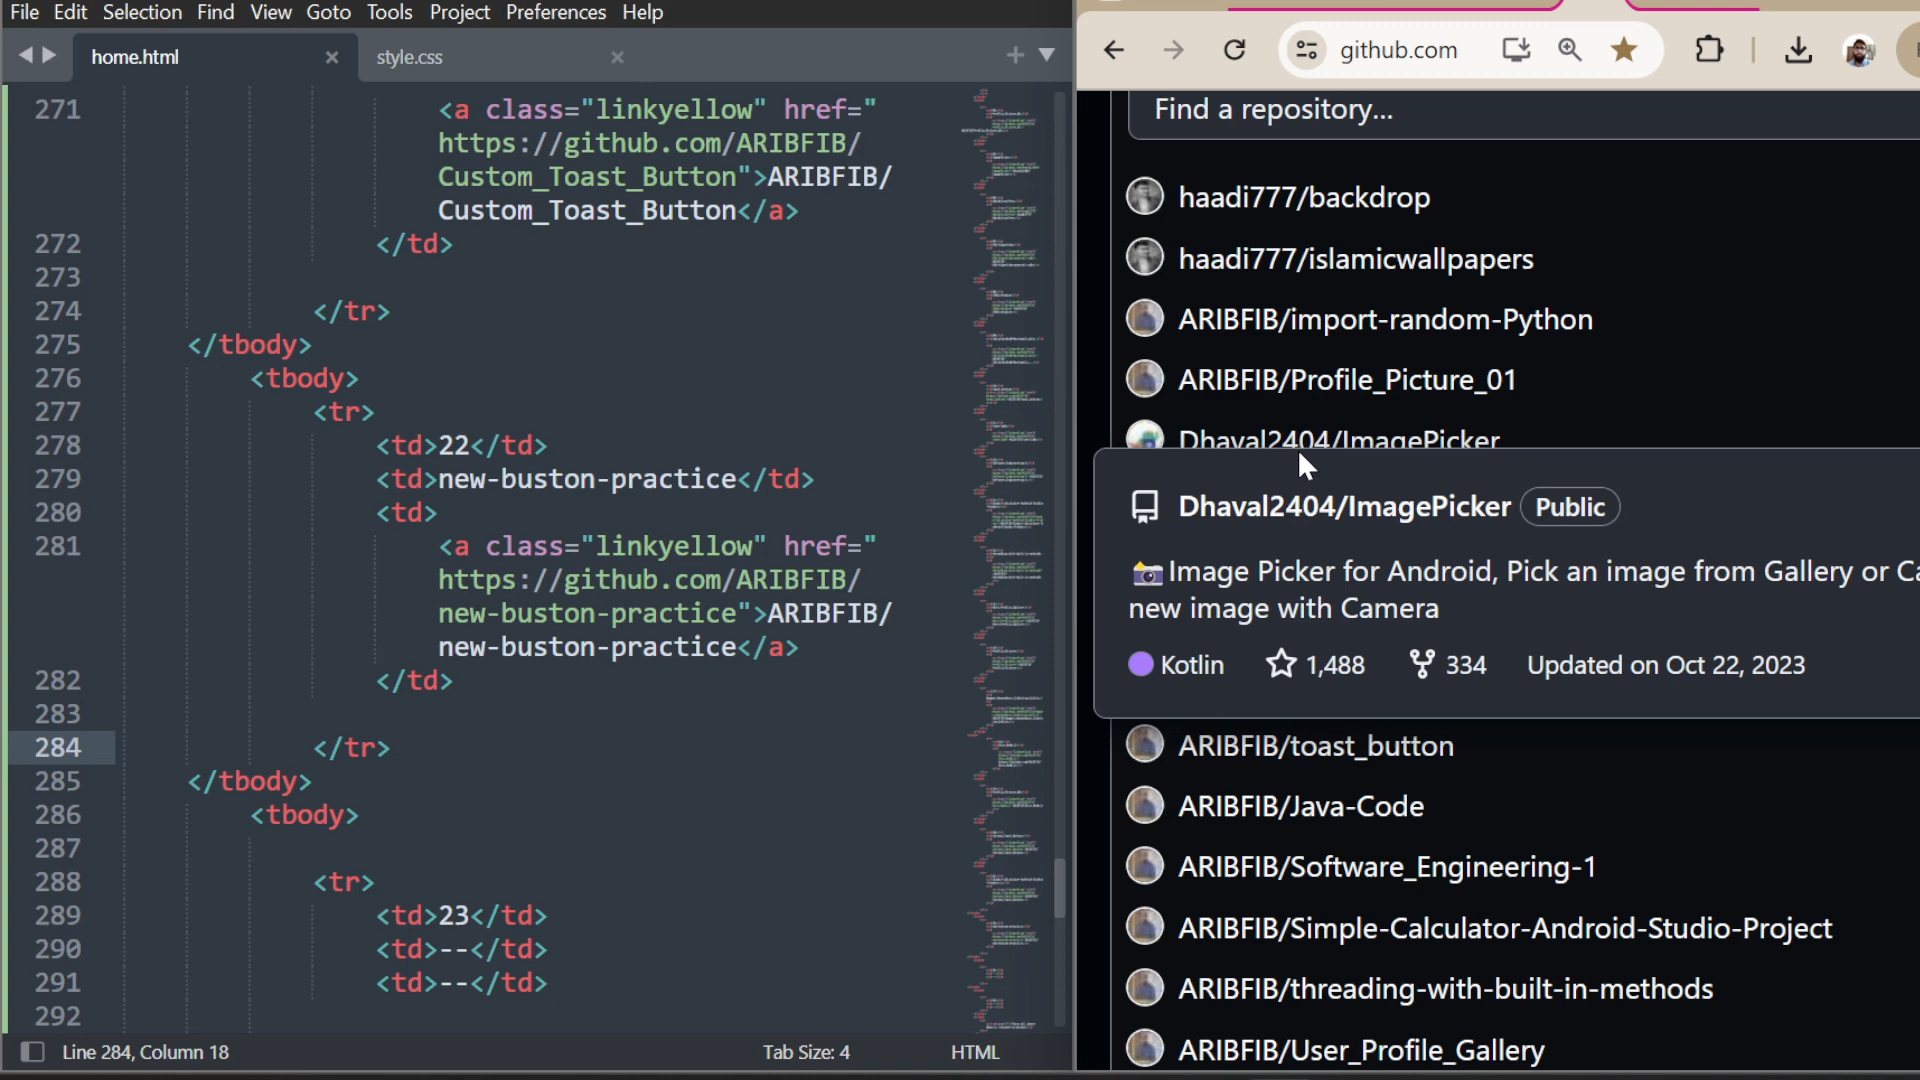 File Edit Selection Find View Goto Tools Project Preferences Help
home.html
style.css
271 <a class="linkyellow" href="
https://github.com/ARIBFIB/
Custom_Toast_Button">ARIBFIB/
Custom_Toast_Button</a>
272 </td>
273
274 </tr>
275 </tbody>
276 <tbody>
277 <tr>
278 <td>22</td>
279 <td>new-buston-practice</td>
280 <td>
281 <a class="linkyellow" href="
https://github.com/ARIBFIB/
new-buston-practice">ARIBFIB/
new-buston-practice</a>
282 </td>
283
284 </tr>
285 </tbody>
286 <tbody>
287
288 <tr>
289 <td>23</td>
290 <td>--</td>
291 <td>--</td>
292
Line 284, Column 18
Tab Size: 4
HTML
github.com
Find a repository...
haadi777/backdrop
haadi777/islamicwallpapers
ARIBFIB/import-random-Python
ARIBFIB/Profile_Picture_01
Dhaval2404/ImagePicker
Dhaval2404/ImagePicker Public
Image Picker for Android, Pick an image from Gallery or Ca
new image with Camera
Kotlin 1,488 334 Updated on Oct 22, 2023
ARIBFIB/toast_button
ARIBFIB/Java-Code
ARIBFIB/Software_Engineering-1
ARIBFIB/Simple-Calculator-Android-Studio-Project
ARIBFIB/threading-with-built-in-methods
ARIBFIB/User_Profile_Gallery